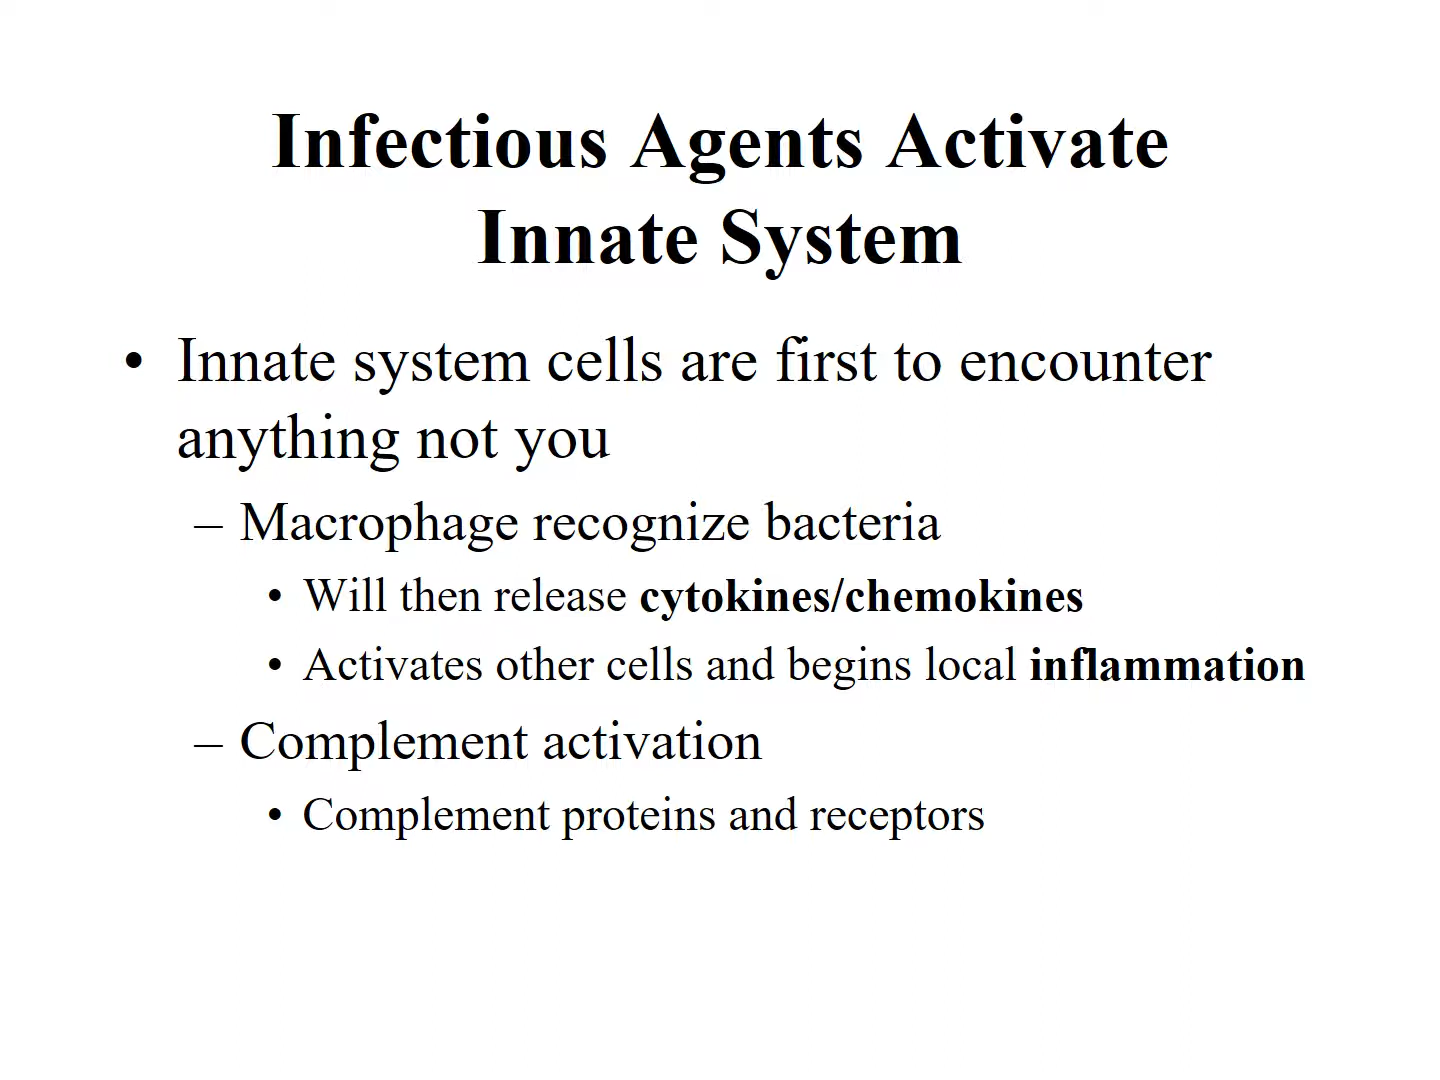 Infectious Agents Activate
Innate System
• Innate system cells are first to encounter
anything not you
– Macrophage recognize bacteria
• Will then release cytokines/chemokines
• Activates other cells and begins local inflammation
– Complement activation
• Complement proteins and receptors